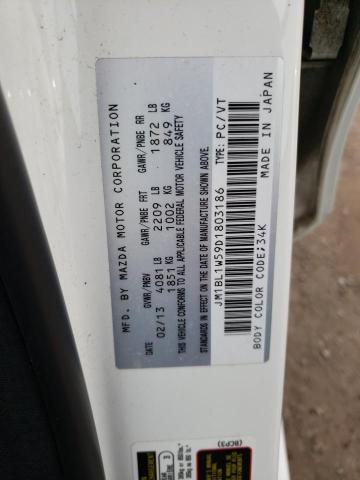 MFD. BY MAZDA MOTOR CORPORATION
DATE GVWR/PNBV GAWR/PNBE FRT GAWR/PNBE RR
02/13 4081 LB 2209 LB 1872 LB
1851 KG 1002 KG 849 KG
THIS VEHICLE CONFORMS TO ALL APPLICABLE FEDERAL MOTOR VEHICLE SAFETY
STANDARDS IN EFFECT ON THE DATE OF MANUFACTURE SHOWN ABOVE.
JM1BL1W59D1803186 TYPE: PC/VT
BODY COLOR CODE;34K MADE IN JAPAN
(BCP3)